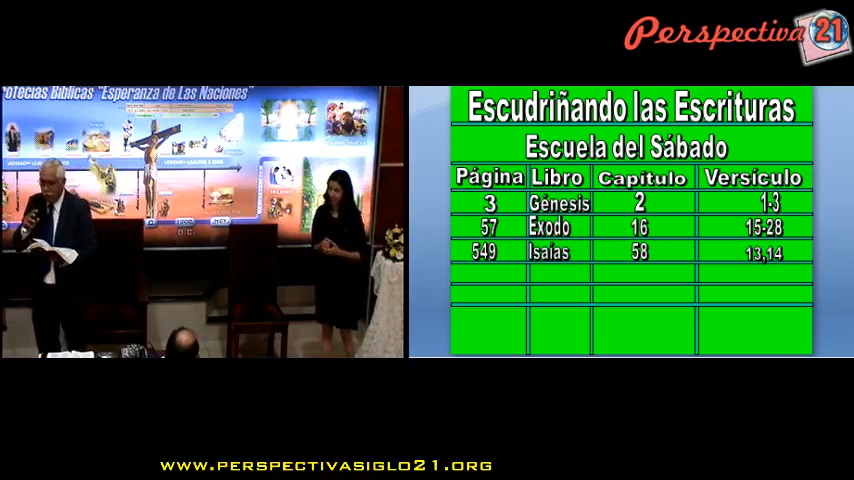 Perspectiva 21
Profecías Bíblicas "Esperanza de Las Naciones"
MILENIO
Escudriñando las Escrituras
Escuela del Sábado
Página Libro Capítulo Versículo
3 Génesis 2 1-3
57 Exodo 16 15-28
549 Isaías 58 13,14
www.perspectivasiglo21.org